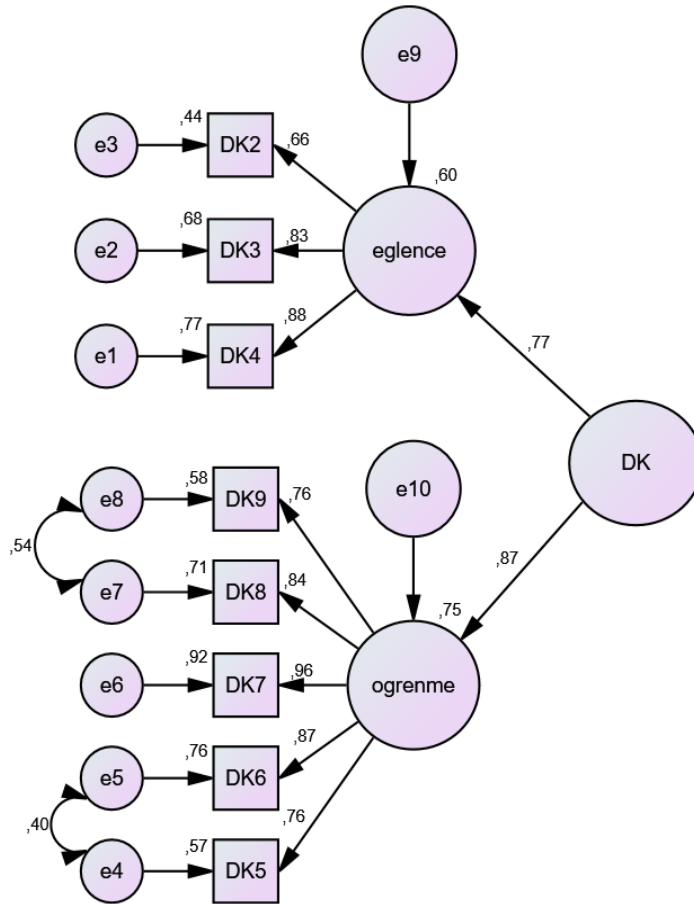 e9
e3
,44
DK2
,66
,60
e2
,68
DK3
,83
eglence
e1
,77
DK4
,88
,77
DK
e8
,58
DK9
,76
e10
,54
e7
,71
DK8
,84
,87
,75
e6
,92
DK7
,96
ogrenme
e5
,76
DK6
,87
,40
e4
,57
DK5
,76